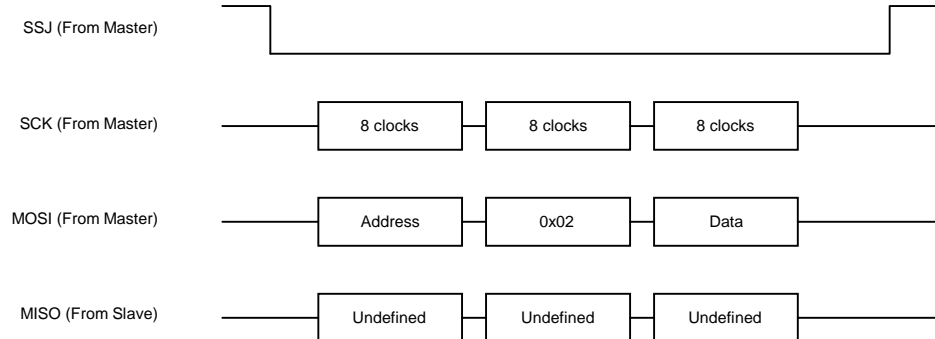 SSJ (From Master)
SCK (From Master) 8 clocks 8 clocks 8 clocks
MOSI (From Master) Address 0x02 Data
MISO (From Slave) Undefined Undefined Undefined